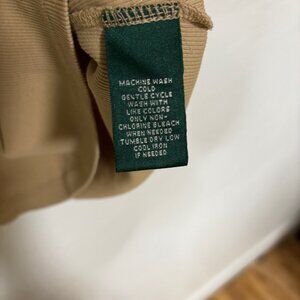 MACHINE WASH
COLD
GENTLE CYCLE
WASH WITH
LIKE COLORS
ONLY NON-
CHLORINE BLEACH
WHEN NEEDED
TUMBLE DRY LOW
COOL IRON
IF NEEDED